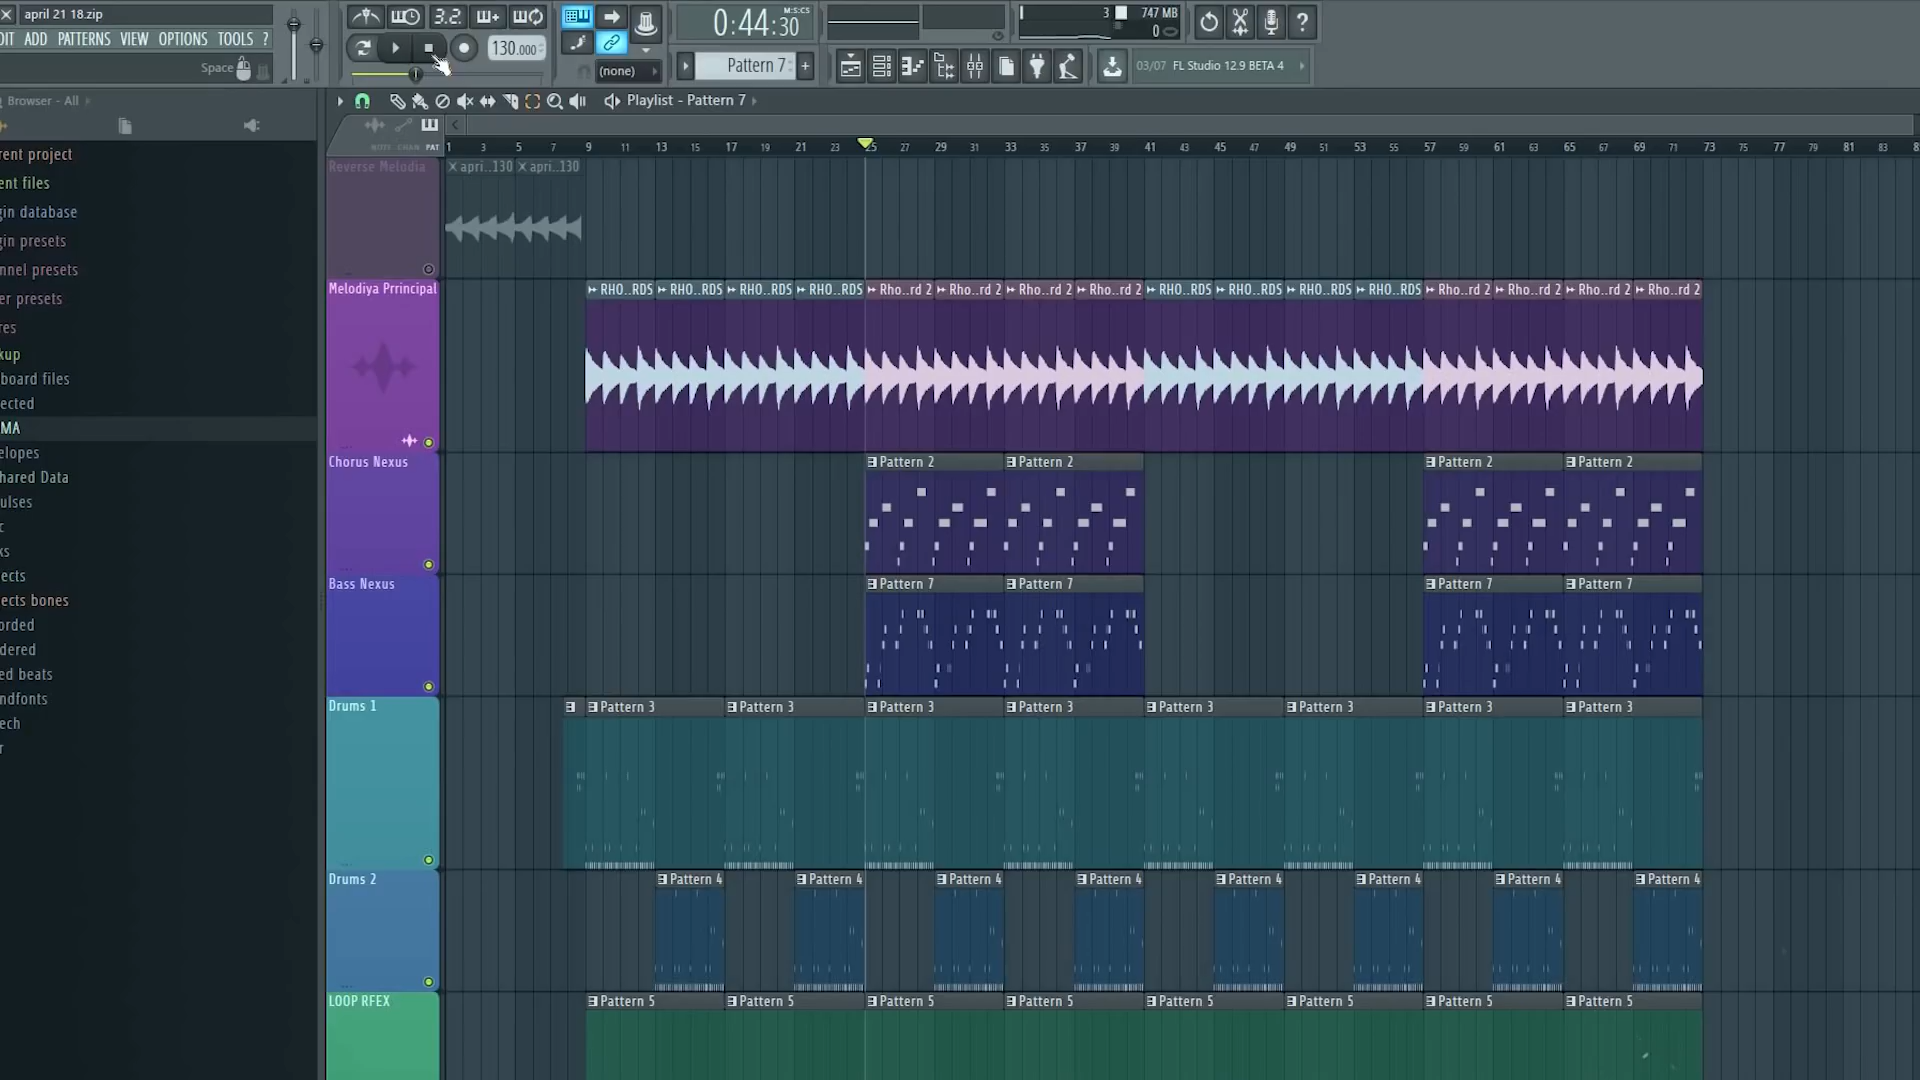 april 21 18.zip
DIT ADD PATTERNS VIEW OPTIONS TOOLS ?
Space
3.2.
130.000
(none)
0:44:30
M:S:CS
Pattern 7
3
747 MB
0
03/07 FL Studio 12.9 BETA 4
Browser - All
Playlist - Pattern 7
NOTE CHAN PAT
1 3 5 7 9 11 13 15 17 19 21 23 25 27 29 31 33 35 37 39 41 43 45 47 49 51 53 55 57 59 61 63 65 67 69 71 73 75 77 79 81 83 85
rent project
ent files
gin database
gin presets
nnel presets
er presets
res
kup
board files
ected
MA
elopes
hared Data
ulses
c
ks
ects
ects bones
orded
dered
ed beats
ndfonts
ech
r
Reverse Melodia
apri..130 apri..130
Melodiya Prrincipal
RHO..RDS RHO..RDS RHO..RDS RHO..RDS Rho..rd 2 Rho..rd 2 Rho..rd 2 Rho..rd 2 RHO..RDS RHO..RDS RHO..RDS RHO..RDS Rho..rd 2 Rho..rd 2 Rho..rd 2 Rho..rd 2
Chorus Nexus
Pattern 2 Pattern 2 Pattern 2 Pattern 2
Bass Nexus
Pattern 7 Pattern 7 Pattern 7 Pattern 7
Drums 1
Pattern 3 Pattern 3 Pattern 3 Pattern 3 Pattern 3 Pattern 3 Pattern 3 Pattern 3
Drums 2
Pattern 4 Pattern 4 Pattern 4 Pattern 4 Pattern 4 Pattern 4 Pattern 4 Pattern 4
LOOP RFEX
Pattern 5 Pattern 5 Pattern 5 Pattern 5 Pattern 5 Pattern 5 Pattern 5 Pattern 5